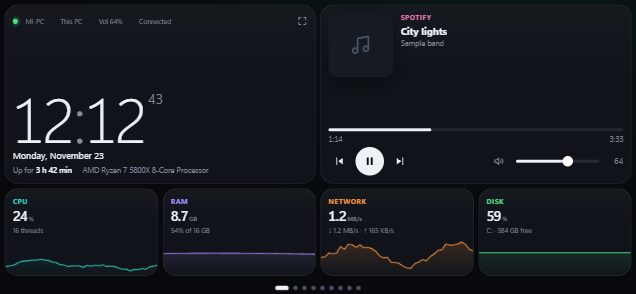 MI-PC · This PC · Vol 64% · Connected
12:12 43
Monday, November 23
Up for 3 h 42 min AMD Ryzen 7 5800X 8-Core Processor
SPOTIFY
City lights
Sample band
1:14 3:33
64
CPU
24 %
16 threads
RAM
8.7 GB
54% of 16 GB
NETWORK
1.2 MB/s
↓ 1.2 MB/s · ↑ 165 KB/s
DISK
59 %
C: · 384 GB free